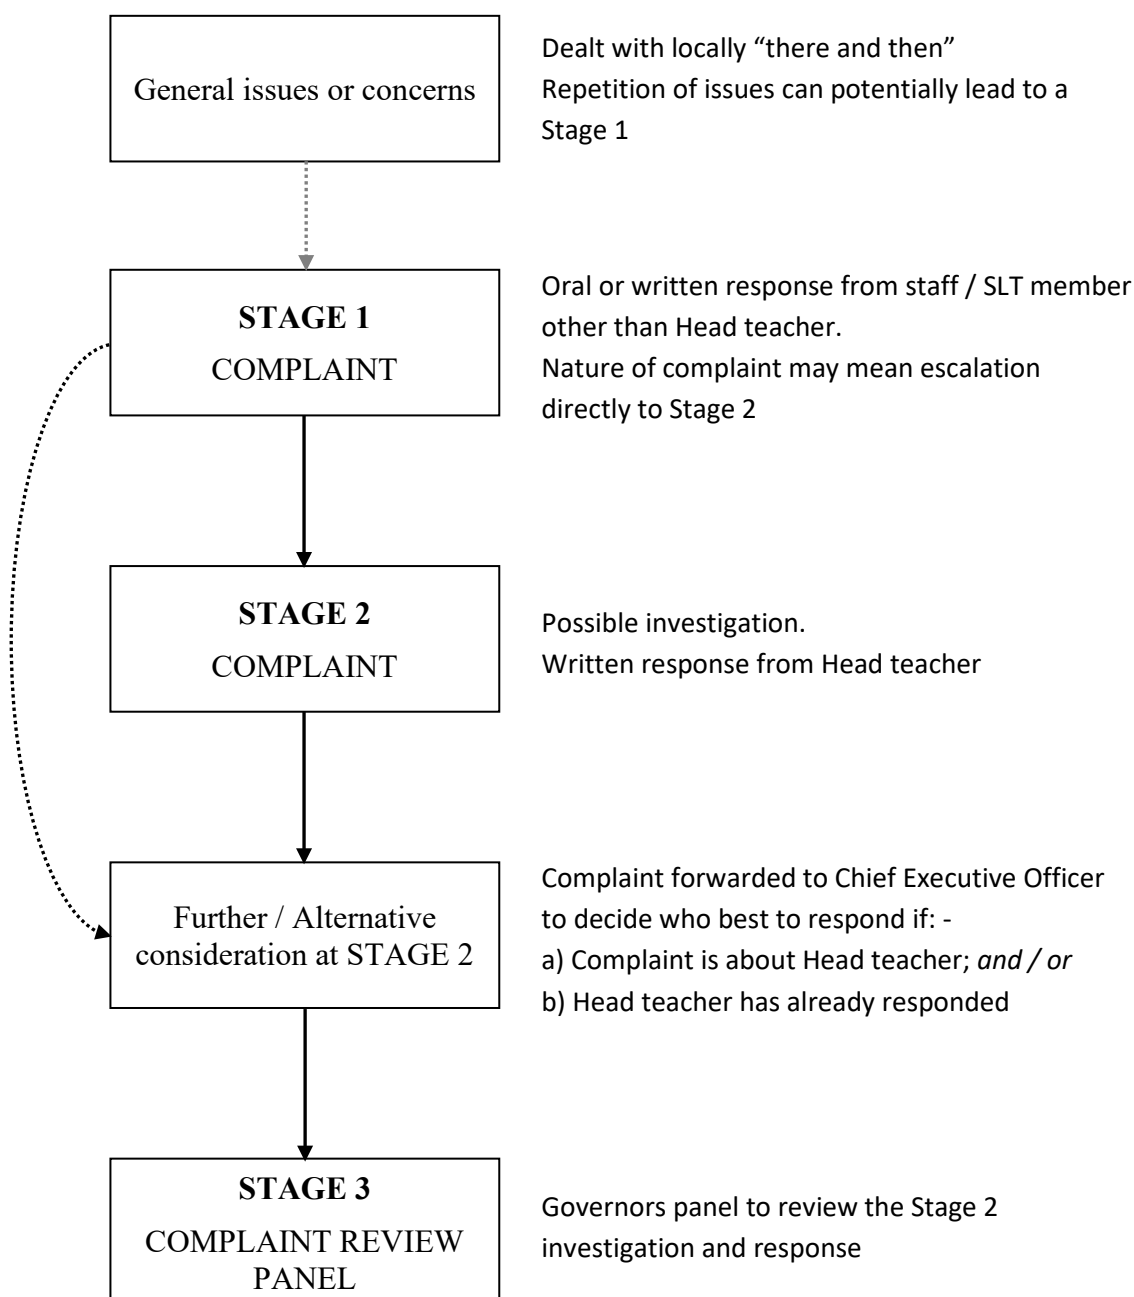 General issues or concerns
Dealt with locally “there and then”
Repetition of issues can potentially lead to a
Stage 1
STAGE 1
COMPLAINT
Oral or written response from staff / SLT member
other than Head teacher.
Nature of complaint may mean escalation
directly to Stage 2
STAGE 2
COMPLAINT
Possible investigation.
Written response from Head teacher
Further / Alternative
consideration at STAGE 2
Complaint forwarded to Chief Executive Officer
to decide who best to respond if: -
a) Complaint is about Head teacher; and / or
b) Head teacher has already responded
STAGE 3
COMPLAINT REVIEW
PANEL
Governors panel to review the Stage 2
investigation and response